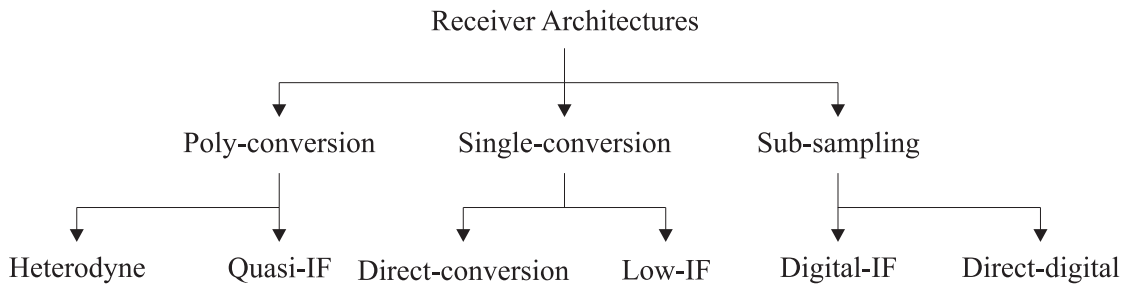 Receiver Architectures
Poly-conversion Single-conversion Sub-sampling
Heterodyne Quasi-IF Direct-conversion Low-IF Digital-IF Direct-digital